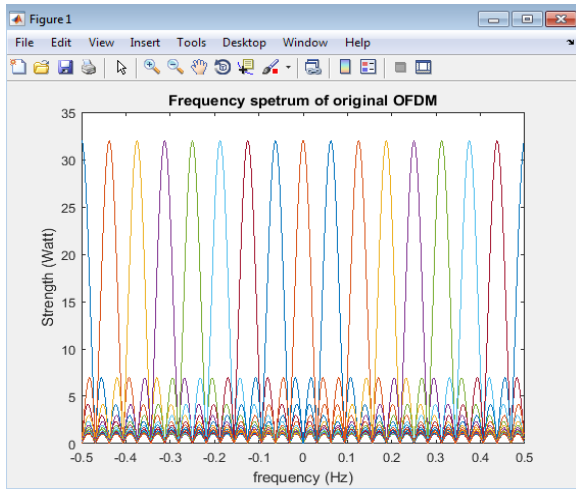 Figure 1
File Edit View Insert Tools Desktop Window Help
Frequency spetrum of original OFDM
Strength (Watt)
35
30
25
20
15
10
5
0
-0.5 -0.4 -0.3 -0.2 -0.1 0 0.1 0.2 0.3 0.4 0.5
frequency (Hz)